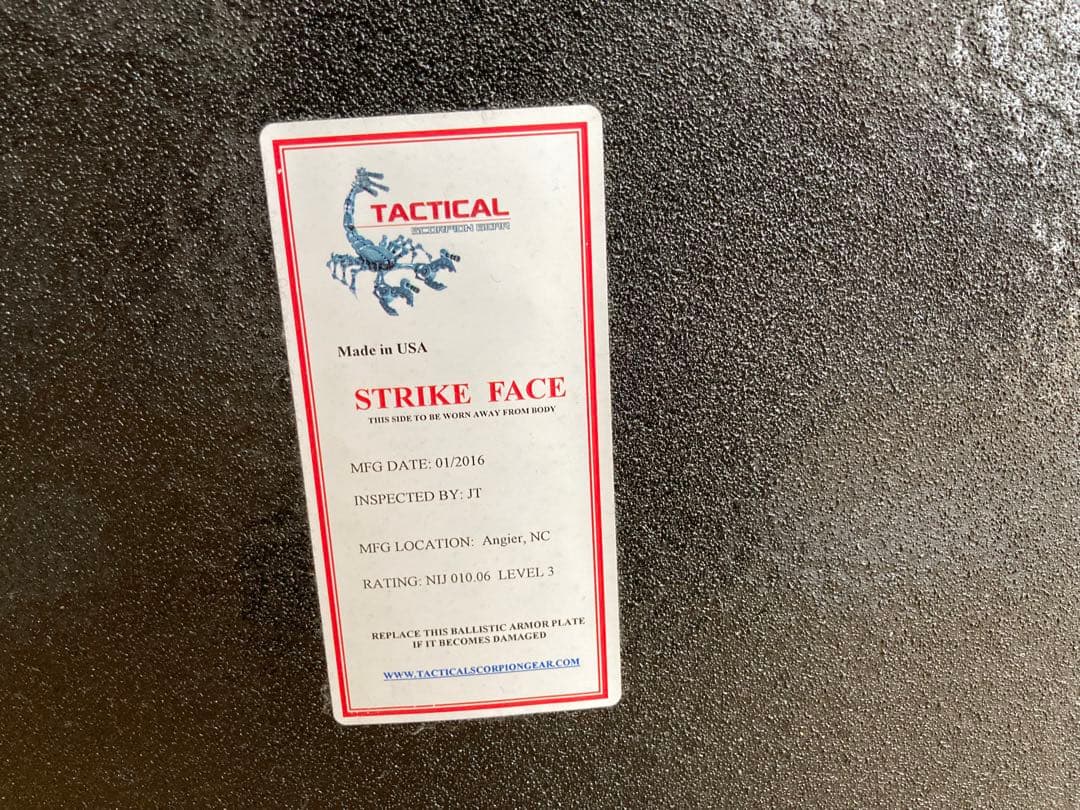 TACTICAL
SCORPION GEAR
Made in USA
STRIKE FACE
THIS SIDE TO BE WORN AWAY FROM BODY
MFG DATE: 01/2016
INSPECTED BY: JT
MFG LOCATION: Angier, NC
RATING: NIJ 010.06 LEVEL 3
REPLACE THIS BALLISTIC ARMOR PLATE
IF IT BECOMES DAMAGED
WWW.TACTICALSCORPIONGEAR.COM